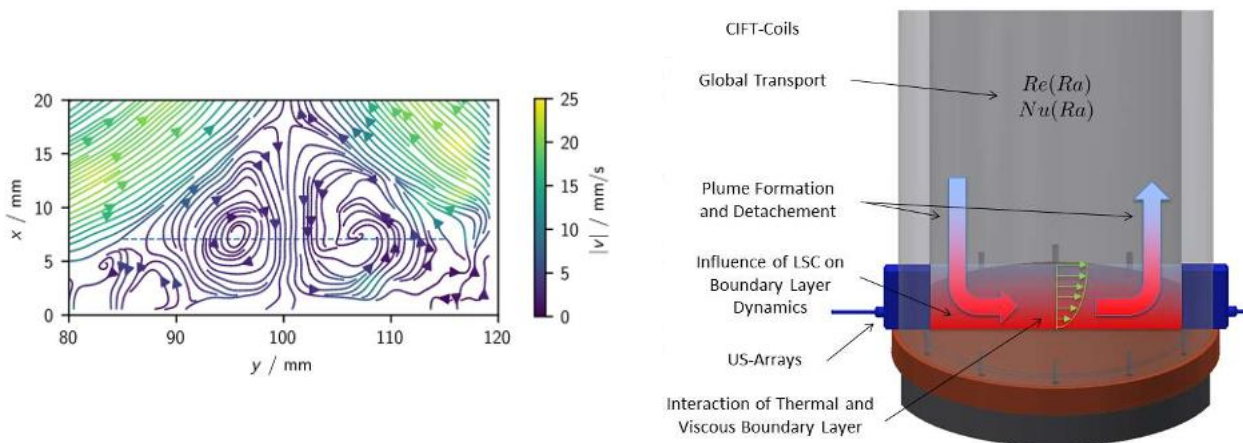 20
15
10
5
0
x / mm
80
90
100
110
120
y / mm
25
20
15
10
5
0
|v| / mm/s
CIFT-Coils
Global Transport
Re(Ra)
Nu(Ra)
Plume Formation
and Detachement
Influence of LSC on
Boundary Layer
Dynamics
US-Arrays
Interaction of Thermal and
Viscous Boundary Layer